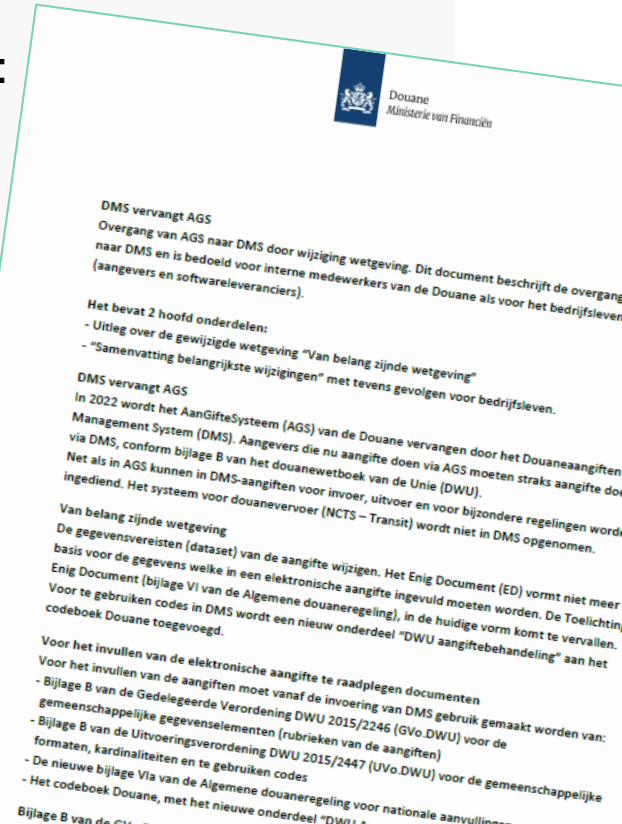 :
Douane
Ministerie van Financiën
DMS vervangt AGS
Overgang van AGS naar DMS door wijziging wetgeving. Dit document beschrijft de overgang
naar DMS en is bedoeld voor interne medewerkers van de Douane als voor het bedrijfsleven
(aangevers en softwareleveranciers).
Het bevat 2 hoofd onderdelen:
- Uitleg over de gewijzigde wetgeving "Van belang zijnde wetgeving"
- "Samenvatting belangrijkste wijzigingen" met tevens gevolgen voor bedrijfsleven.
DMS vervangt AGS
In 2022 wordt het AanGifteSysteem (AGS) van de Douane vervangen door het Douaneaangiften
Management System (DMS). Aangevers die nu aangifte doen via AGS moeten straks aangifte doe
via DMS, conform bijlage B van het douanewetboek van de Unie (DWU).
Net als in AGS kunnen in DMS-aangiften voor invoer, uitvoer en voor bijzondere regelingen worde
ingediend. Het systeem voor douanevervoer (NCTS – Transit) wordt niet in DMS opgenomen.
Van belang zijnde wetgeving
De gegevensvereisten (dataset) van de aangifte wijzigen. Het Enig Document (ED) vormt niet meer
basis voor de gegevens welke in een elektronische aangifte ingevuld moeten worden. De Toelichting
Enig Document (bijlage VI van de Algemene douaneregeling), in de huidige vorm komt te vervallen.
Voor te gebruiken codes in DMS wordt een nieuw onderdeel "DWU aangiftebehandeling" aan het
codeboek Douane toegevoegd.
Voor het invullen van de elektronische aangifte te raadplegen documenten
Voor het invullen van de aangiften moet vanaf de invoering van DMS gebruik gemaakt worden van:
- Bijlage B van de Gedelegeerde Verordening DWU 2015/2246 (GVo.DWU) voor de
gemeenschappelijke gegevenselementen (rubrieken van de aangiften)
- Bijlage B van de Uitvoeringsverordening DWU 2015/2447 (UVo.DWU) voor de gemeenschappelijke
formaten, kardinaliteiten en te gebruiken codes
- De nieuwe bijlage VIa van de Algemene douaneregeling voor nationale aanvullingen
- Het codeboek Douane, met het nieuwe onderdeel "DWU
Bijlage B van de